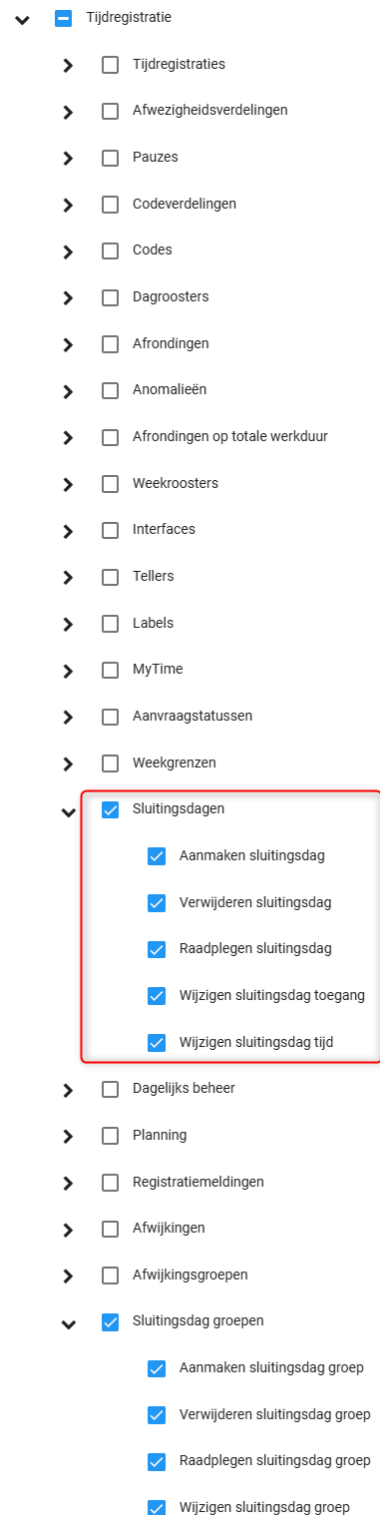 Tijdregistratie
Tijdregistraties
Afwezigheidsverdelingen
Pauzes
Codeverdelingen
Codes
Dagroosters
Afrondingen
Anomalieën
Afrondingen op totale werkduur
Weekroosters
Interfaces
Tellers
Labels
MyTime
Aanvraagstatussen
Weekgrenzen
Sluitingsdagen
Aanmaken sluitingsdag
Verwijderen sluitingsdag
Raadplegen sluitingsdag
Wijzigen sluitingsdag toegang
Wijzigen sluitingsdag tijd
Dagelijks beheer
Planning
Registratiemeldingen
Afwijkingen
Afwijkingsgroepen
Sluitingsdag groepen
Aanmaken sluitingsdag groep
Verwijderen sluitingsdag groep
Raadplegen sluitingsdag groep
Wijzigen sluitingsdag groep